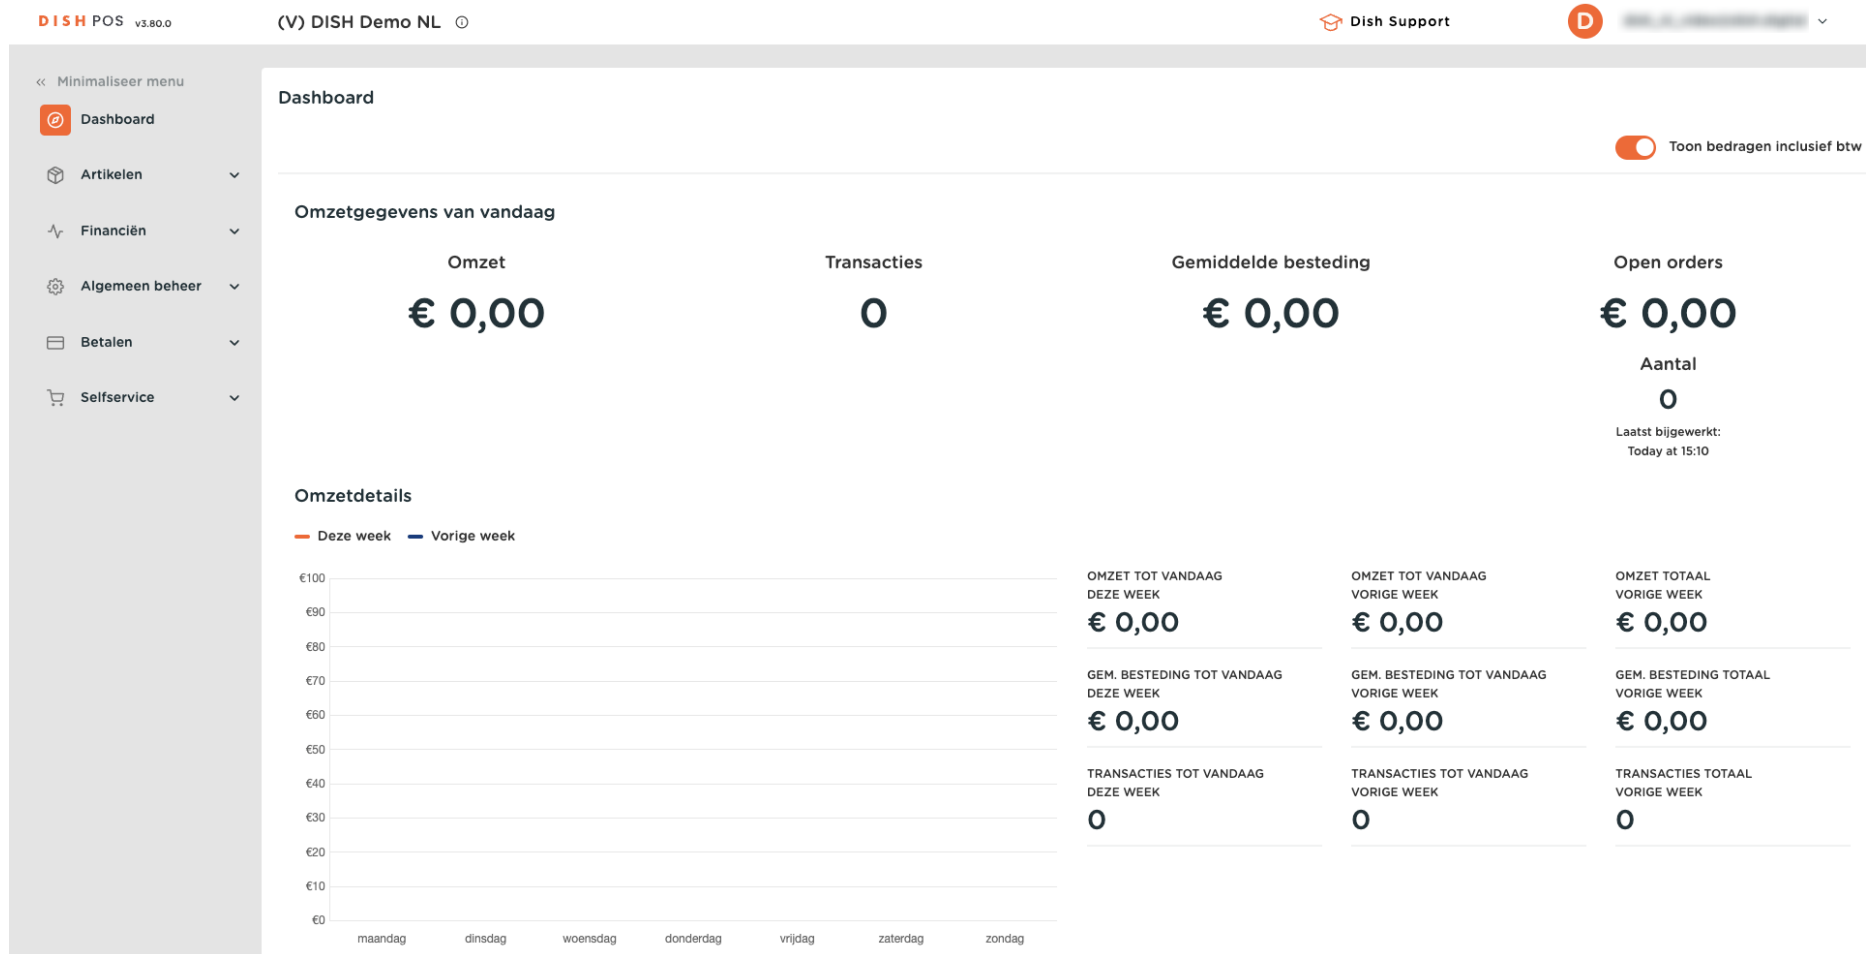 DISH POS v3.80.0
(V) DISH Demo NL
Dish Support
D
Minimaliseer menu
Dashboard
Artikelen
Financiën
Algemeen beheer
Betalen
Selfservice
Dashboard
Toon bedragen inclusief btw
Omzetgegevens van vandaag
Omzet
€ 0,00
Transacties
0
Gemiddelde besteding
€ 0,00
Open orders
€ 0,00
Aantal
0
Laatst bijgewerkt:
Today at 15:10
Omzetdetails
Deze week
Vorige week
€100
€90
€80
€70
€60
€50
€40
€30
€20
€10
€0
maandag
dinsdag
woensdag
donderdag
vrijdag
zaterdag
zondag
OMZET TOT VANDAAG
DEZE WEEK
€ 0,00
OMZET TOT VANDAAG
VORIGE WEEK
€ 0,00
OMZET TOTAAL
VORIGE WEEK
€ 0,00
GEM. BESTEDING TOT VANDAAG
DEZE WEEK
€ 0,00
GEM. BESTEDING TOT VANDAAG
VORIGE WEEK
€ 0,00
GEM. BESTEDING TOTAAL
VORIGE WEEK
€ 0,00
TRANSACTIES TOT VANDAAG
DEZE WEEK
0
TRANSACTIES TOT VANDAAG
VORIGE WEEK
0
TRANSACTIES TOTAAL
VORIGE WEEK
0